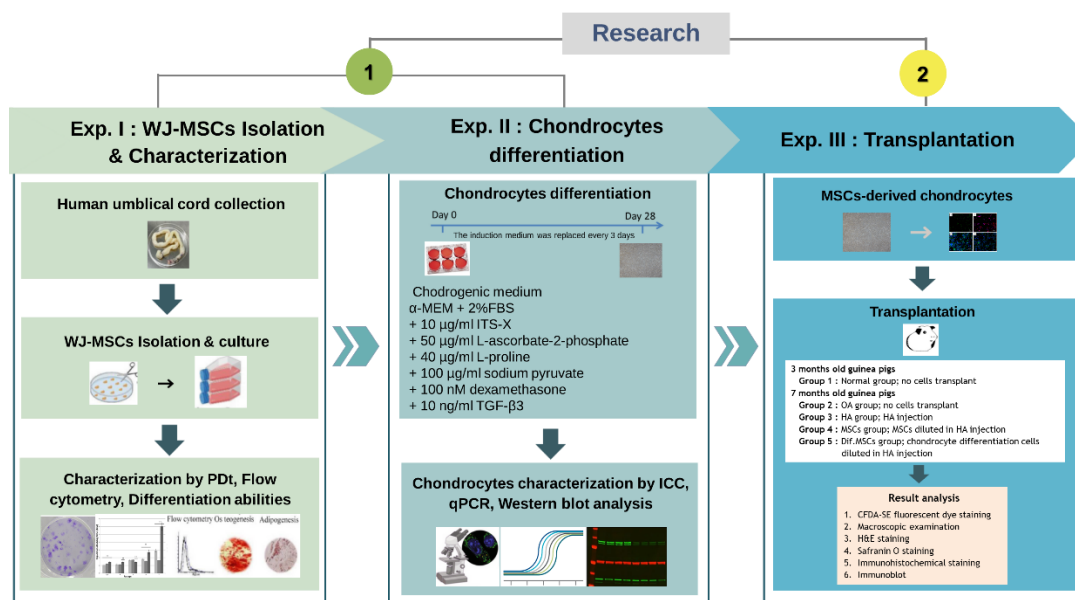 Research
1
2
Exp. I : WJ-MSCs Isolation
& Characterization
Human umbilical cord collection
WJ-MSCs Isolation & culture
Characterization by PDt, Flow
cytometry, Differentiation abilities
Flow cytometry Os teogenesis
Adipogenesis
Exp. II : Chondrocytes
differentiation
Chondrocytes differentiation
Day 0
Day 28
The induction medium was replaced every 3 days
Chodrogenic medium
α-MEM + 2%FBS
+ 10 µg/ml ITS-X
+ 50 µg/ml L-ascorbate-2-phosphate
+ 40 µg/ml L-proline
+ 100 µg/ml sodium pyruvate
+ 100 nM dexamethasone
+ 10 ng/ml TGF-β3
Chondrocytes characterization by ICC,
qPCR, Western blot analysis
Exp. III : Transplantation
MSCs-derived chondrocytes
Transplantation
3 months old guinea pigs
Group 1 : Normal group; no cells transplant
7 months old guinea pigs
Group 2 : OA group; no cells transplant
Group 3 : HA group; HA injection
Group 4 : MSCs group; MSCs diluted in HA injection
Group 5 : Dif.MSCs group; chondrocyte differentiation cells
diluted in HA injection
Result analysis
1. CFDA-SE fluorescent dye staining
2. Macroscopic examination
3. H&E staining
4. Safranin O staining
5. Immunohistochemical staining
6. Immunoblot